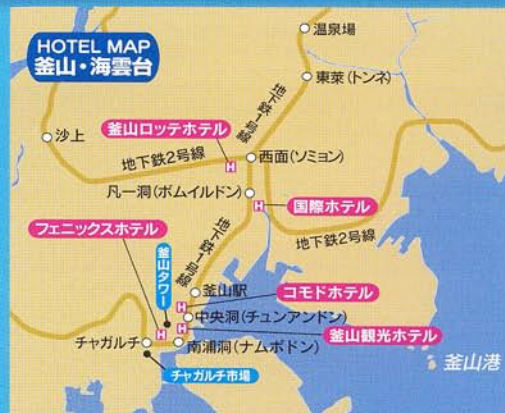 HOTEL MAP
釜山・海雲台
温泉場
東萊(トンネ)
地下鉄1号線
沙上
釜山ロッテホテル
地下鉄2号線
西面(ソミョン)
凡一洞(ボムイルドン)
国際ホテル
フェニックスホテル
地下鉄1号線
地下鉄2号線
釜山タワー
釜山駅
コモドホテル
中央洞(チュンアンドン)
釜山観光ホテル
チャガルチ
南浦洞(ナムポドン)
釜山港
チャガルチ市場
H
H
H
H
H